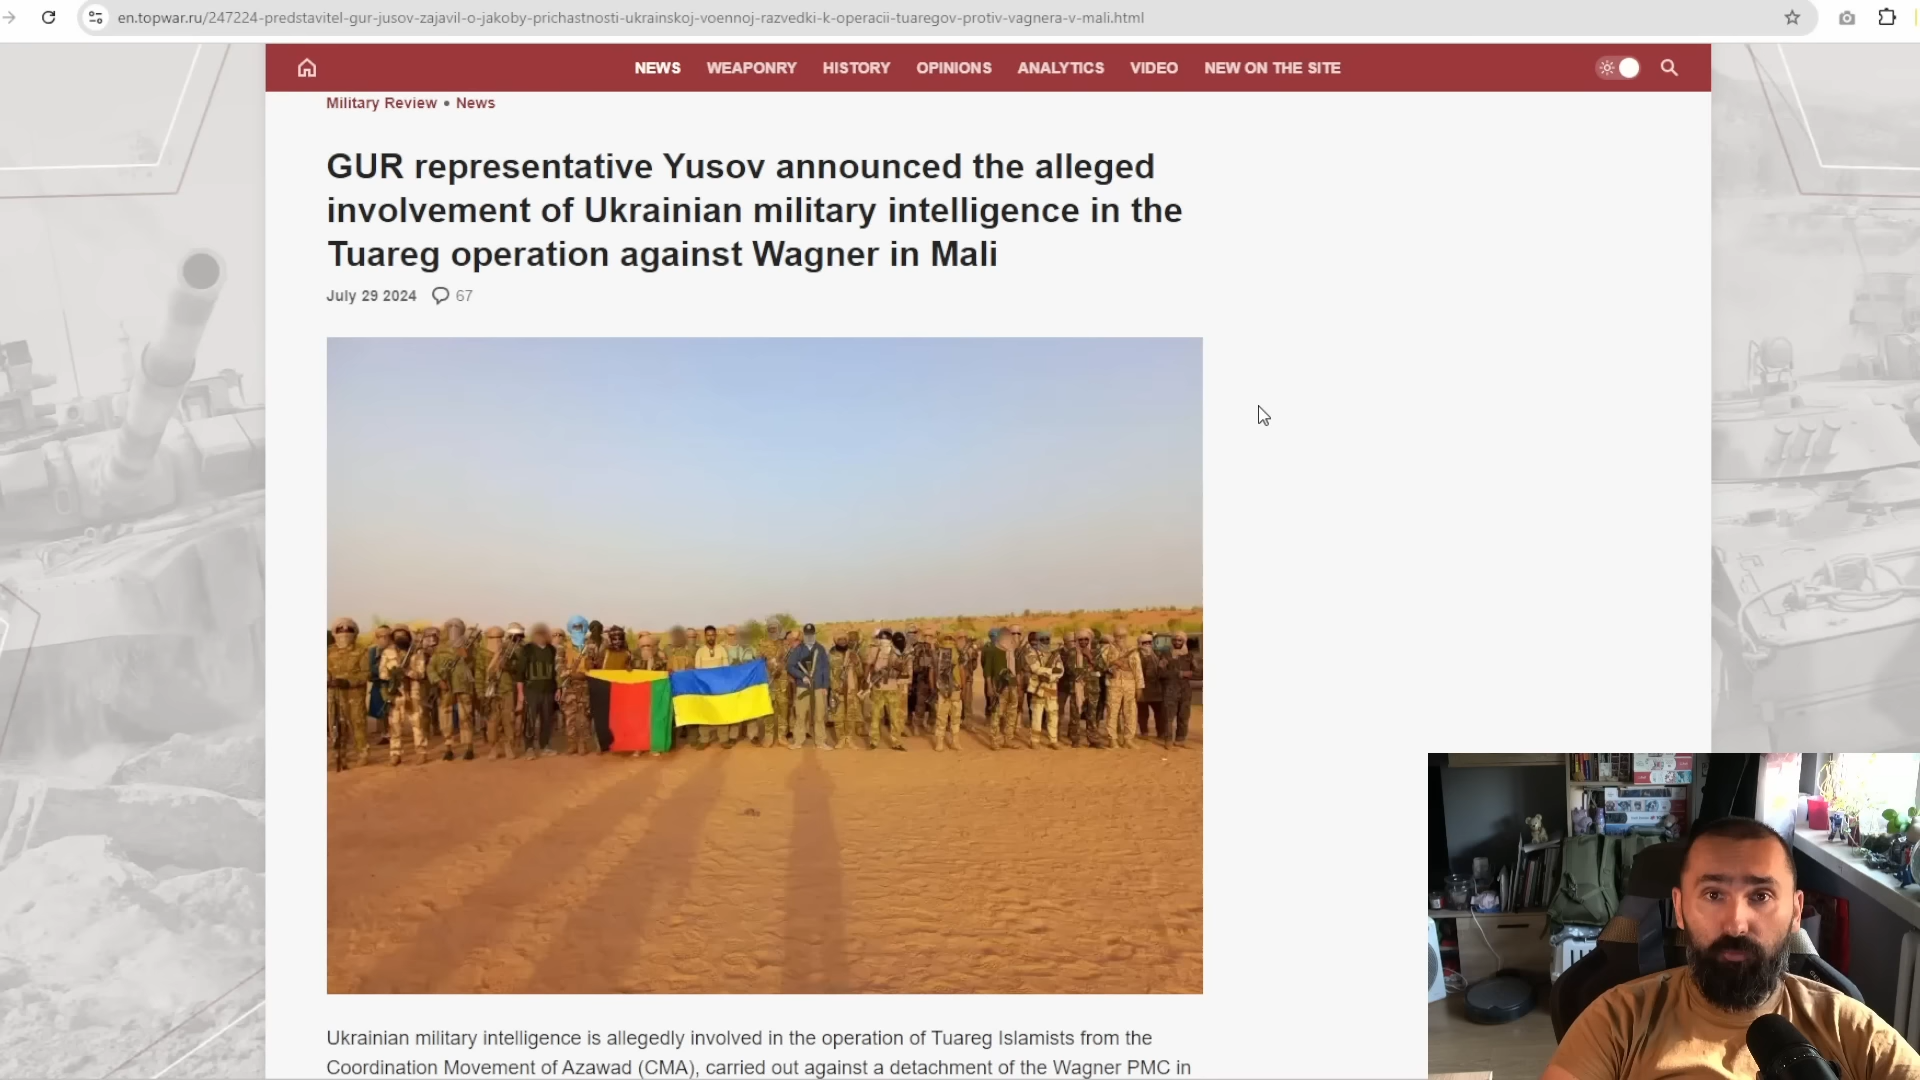 en.topwar.ru/247224-predstavitel-gur-jusov-zajavil-o-jakoby-prichastnosti-ukrainskoj-voennoj-razvedki-k-operacii-tuaregov-protiv-vagnera-v-mali.html
NEWS WEAPONRY HISTORY OPINIONS ANALYTICS VIDEO NEW ON THE SITE
Military Review • News
GUR representative Yusov announced the alleged
involvement of Ukrainian military intelligence in the
Tuareg operation against Wagner in Mali
July 29 2024 67
Ukrainian military intelligence is allegedly involved in the operation of Tuareg Islamists from the
Coordination Movement of Azawad (CMA), carried out against a detachment of the Wagner PMC in